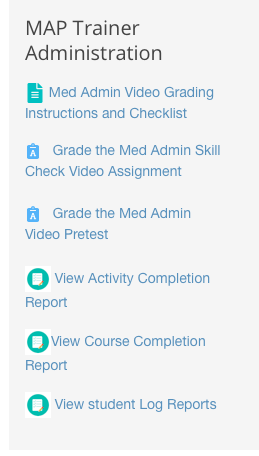 MAP Trainer
Administration
Med Admin Video Grading
Instructions and Checklist
Grade the Med Admin Skill
Check Video Assignment
Grade the Med Admin
Video Pretest
View Activity Completion
Report
View Course Completion
Report
View student Log Reports